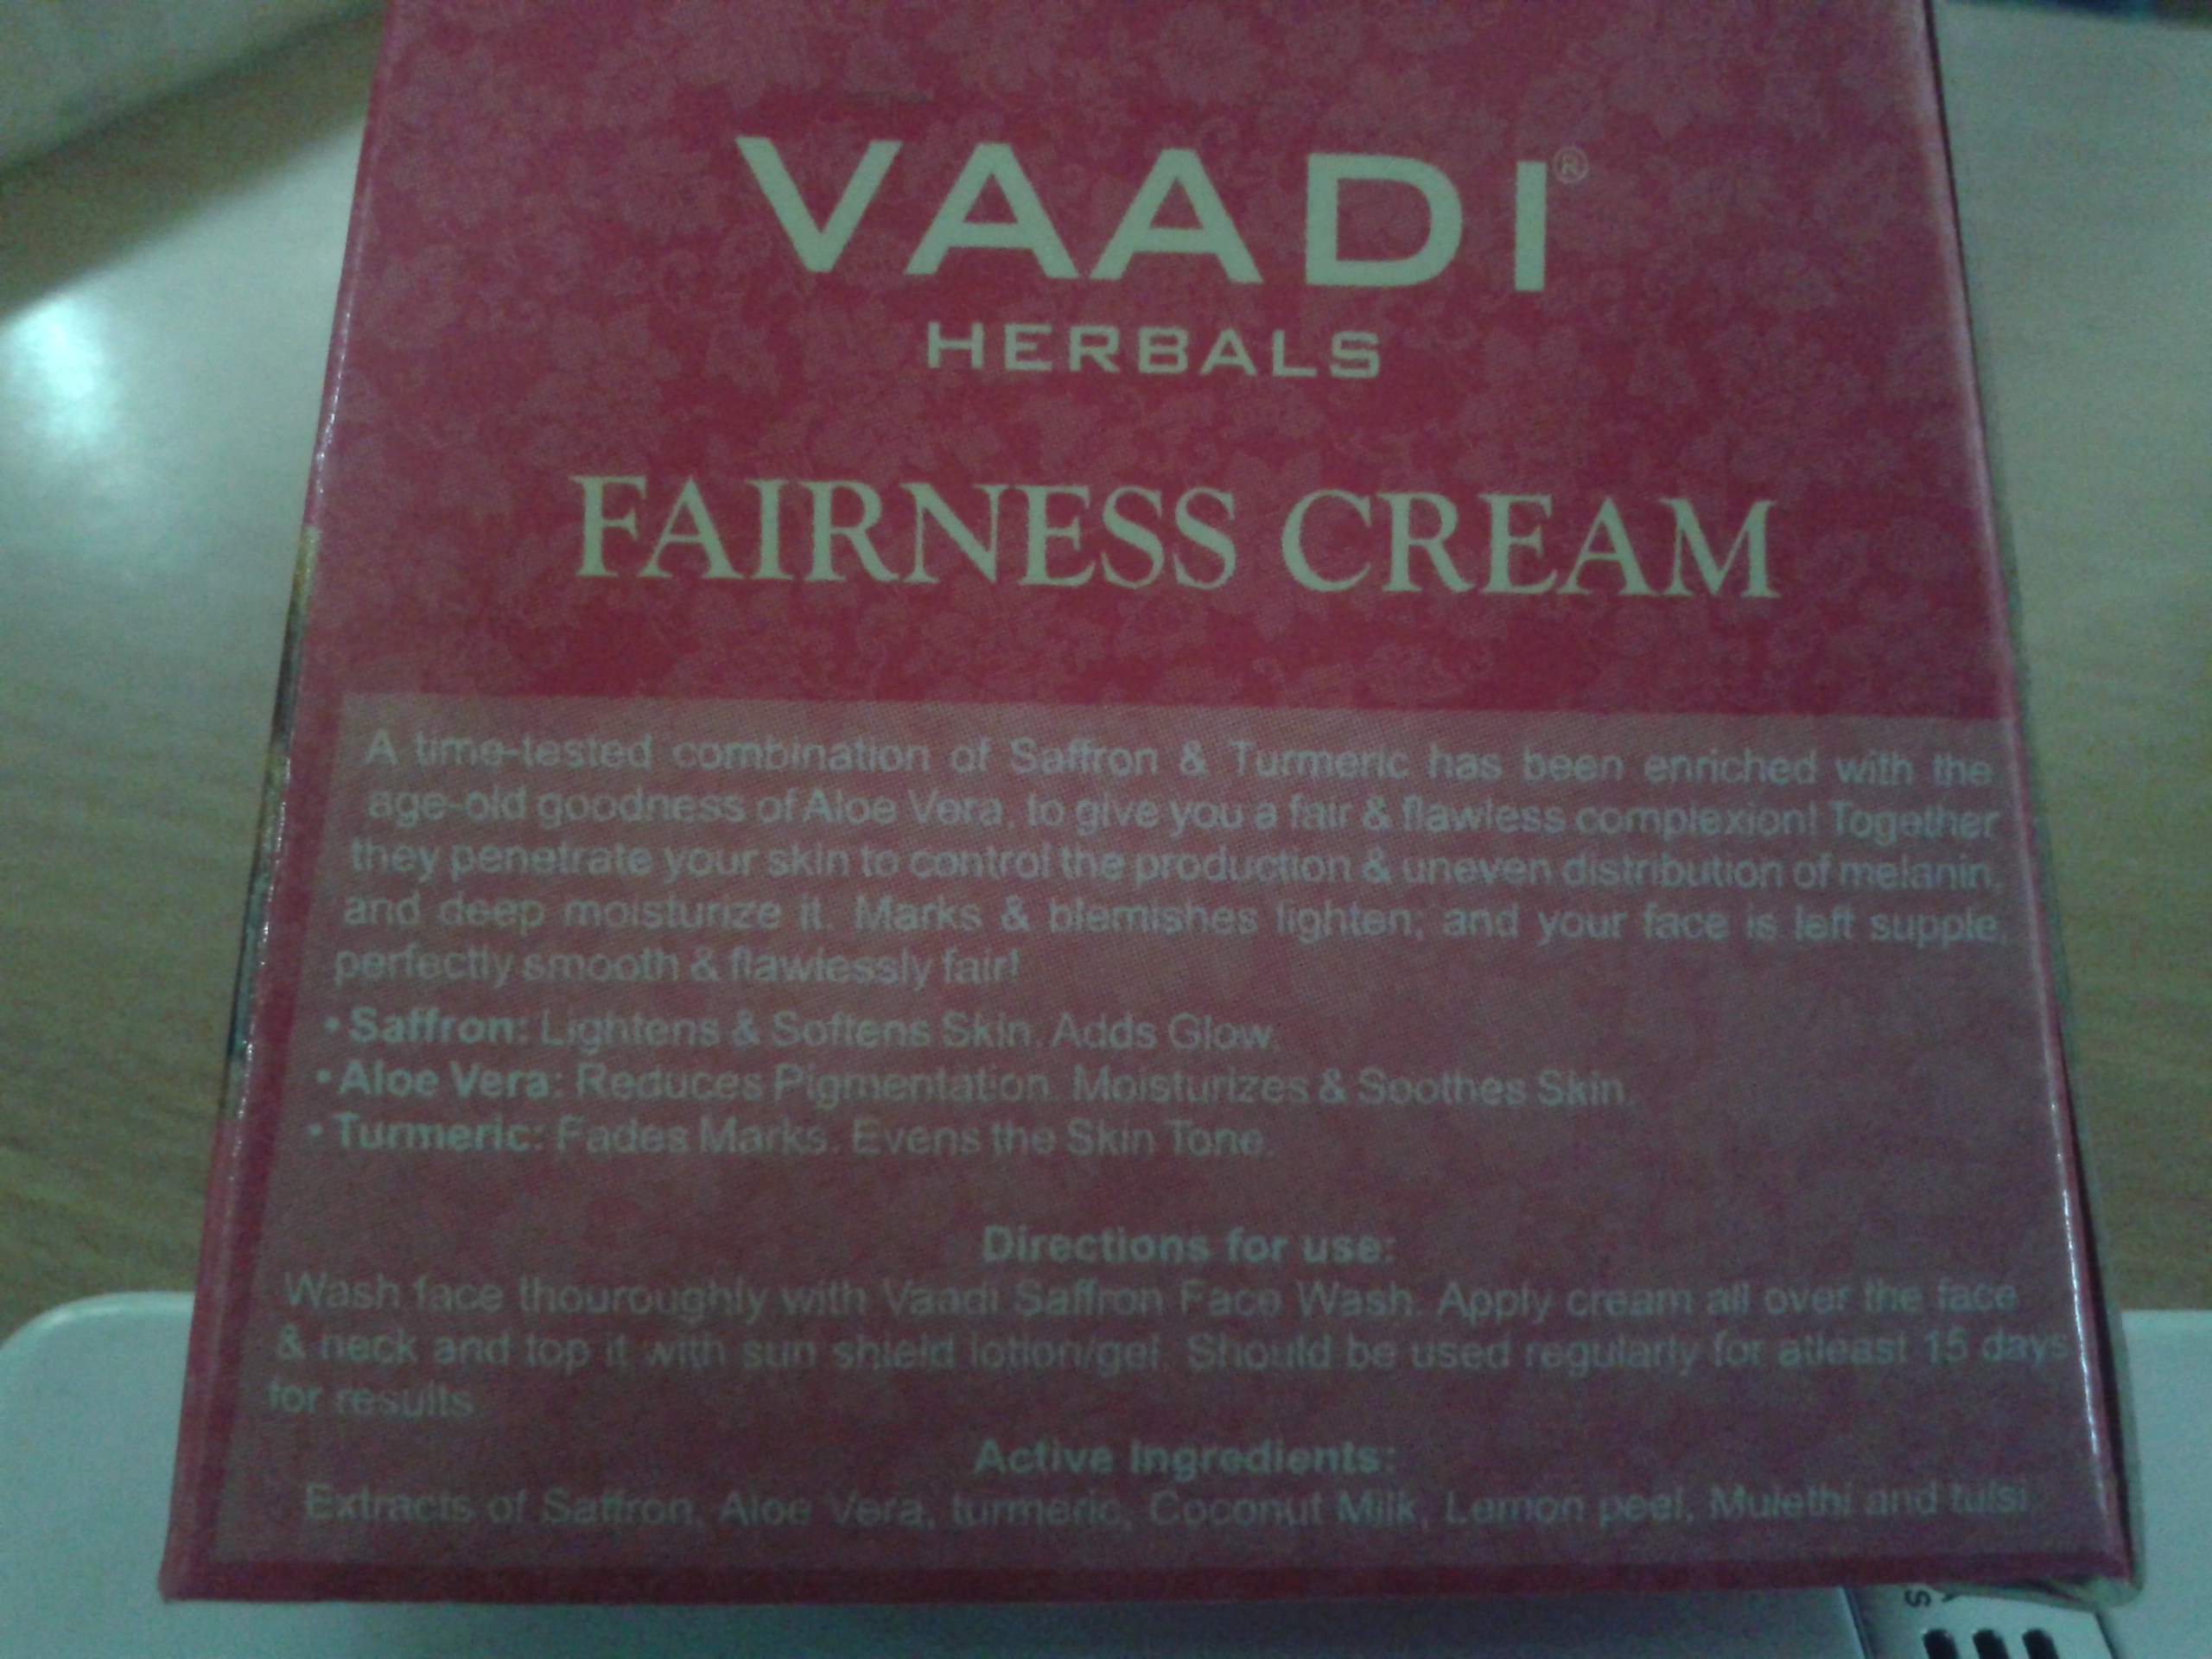 VAADI®
HERBALS
FAIRNESS CREAM
A time-tested combination of Saffron & Turmeric has been enriched with the
age-old goodness of Aloe Vera, to give you a fair & flawless complexion! Together
they penetrate your skin to control the production & uneven distribution of melanin,
and deep moisturize it. Marks & blemishes lighten; and your face is left supple,
perfectly smooth & flawlessly fair!
• Saffron: Lightens & Softens Skin. Adds Glow.
• Aloe Vera: Reduces Pigmentation. Moisturizes & Soothes Skin.
• Turmeric: Fades Marks. Evens the Skin Tone.
Directions for use:
Wash face thouroughly with Vaadi Saffron Face Wash. Apply cream all over the face
& neck and top it with sun shield lotion/gel. Should be used regularly for atleast 15 days
for results
Active Ingredients:
Extracts of Saffron, Aloe Vera, turmeric, Coconut Milk, Lemon peel, Mulethi and tulsi.